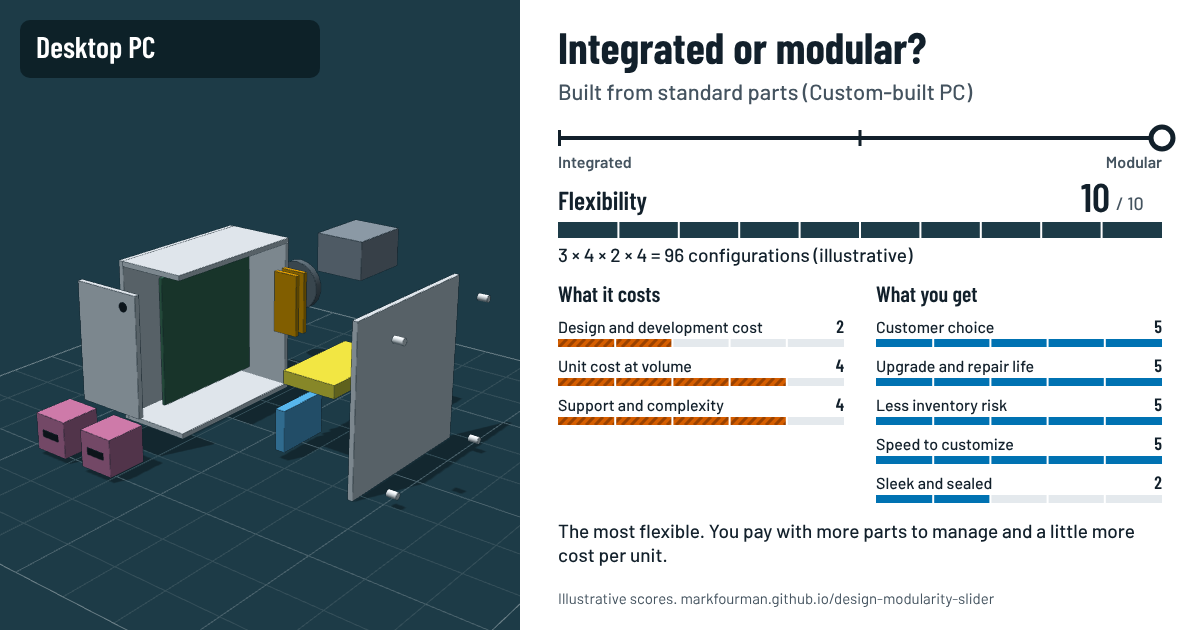 Desktop PC
Integrated or modular?
Built from standard parts (Custom-built PC)
Integrated
Modular
Flexibility
10 / 10
3 × 4 × 2 × 4 = 96 configurations (illustrative)
What it costs
Design and development cost 2
Unit cost at volume 4
Support and complexity 4
What you get
Customer choice 5
Upgrade and repair life 5
Less inventory risk 5
Speed to customize 5
Sleek and sealed 2
The most flexible. You pay with more parts to manage and a little more
cost per unit.
Illustrative scores. markfourman.github.io/design-modularity-slider